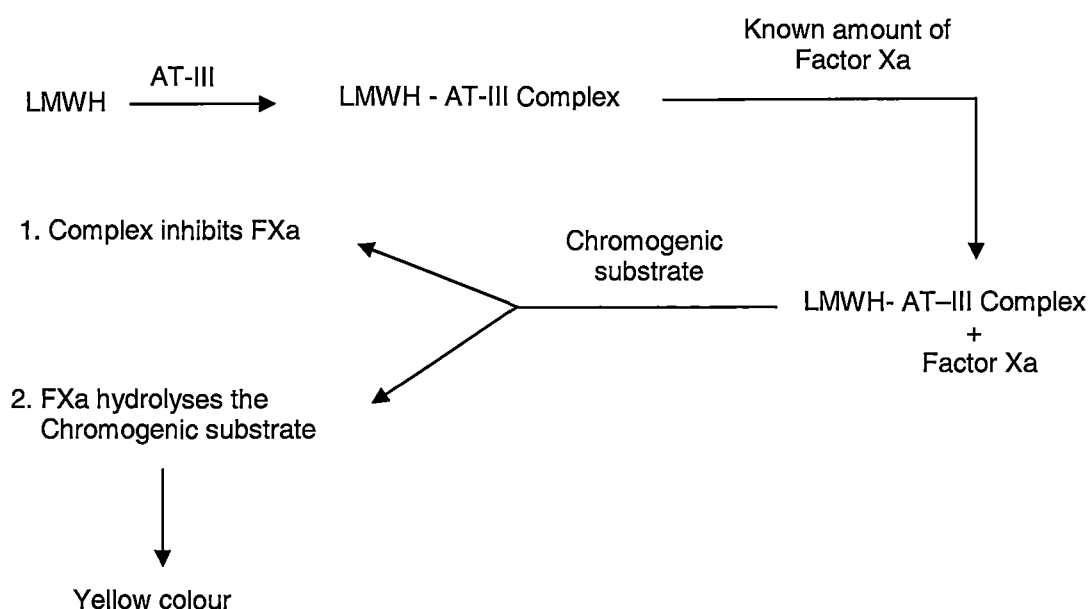 Known amount of
Factor Xa
AT-III
LMWH
LMWH - AT-III Complex
1. Complex inhibits FXa
Chromogenic
substrate
LMWH- AT–III Complex
+
Factor Xa
2. FXa hydrolyses the
Chromogenic substrate
Yellow colour